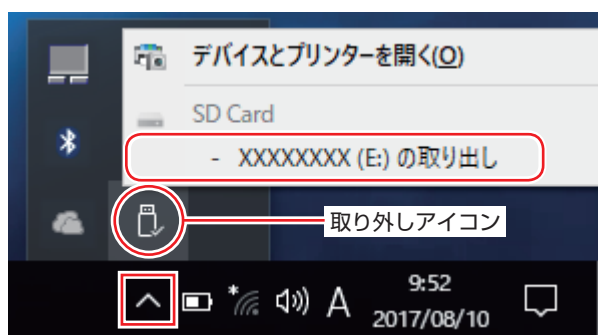 デバイスとプリンターを開く(O)
SD Card
- XXXXXXXX (E:) の取り出し
取り外しアイコン
A
9:52
2017/08/10